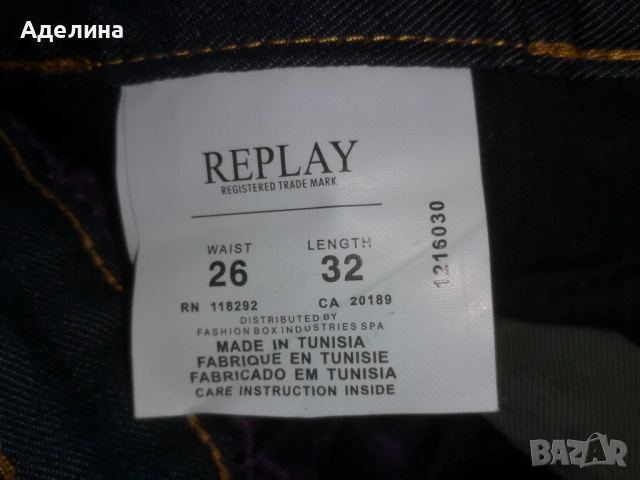 Аделина
REPLAY
REGISTERED TRADE MARK
WAIST LENGTH
26 32
RN 118292 CA 20189
DISTRIBUTED BY
FASHION BOX INDUSTRIES SPA
MADE IN TUNISIA
FABRIQUE EN TUNISIE
FABRICADO EM TUNISIA
CARE INSTRUCTION INSIDE
1216030
BAZAR